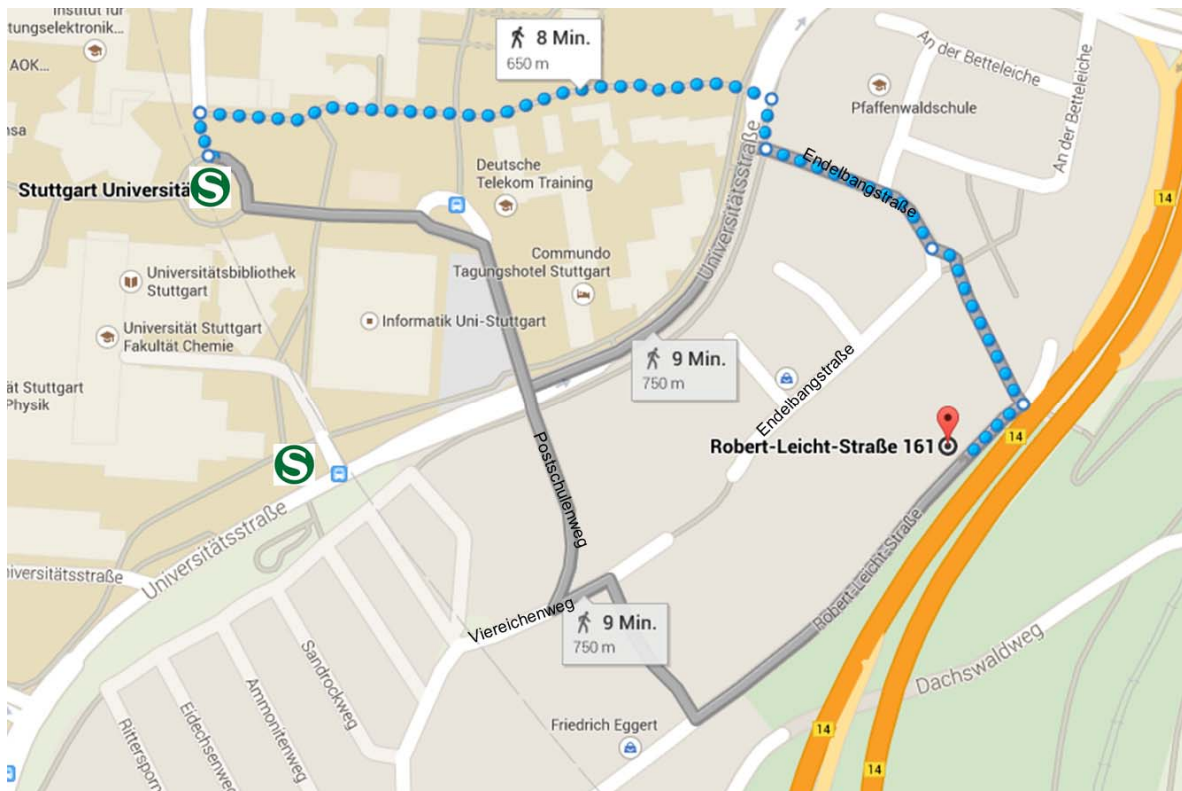 Institut für
tungselektronik...
AOK...
nsa
8 Min.
650 m
An der Betteleiche
An der Betteleiche
Pfaffenwaldschule
Stuttgart Universitä
S
Deutsche
Telekom Training
Endelbangstraße
Universitätsstraße
14
Commundo
Tagungshotel Stuttgart
Universitätsbibliothek
Stuttgart
Informatik Uni-Stuttgart
Universität Stuttgart
Fakultät Chemie
9 Min.
750 m
Endelbangstraße
ät Stuttgart
Physik
Robert-Leicht-Straße 161
14
S
Postschulenweg
Universitätsstraße
niversitätsstraße
Robert-Leicht-Straße
Viereichenweg
9 Min.
750 m
Dachswaldweg
Sandrockweg
Ammonitenweg
Eidechsenweg
Rittersporn
Friedrich Eggert
14
14